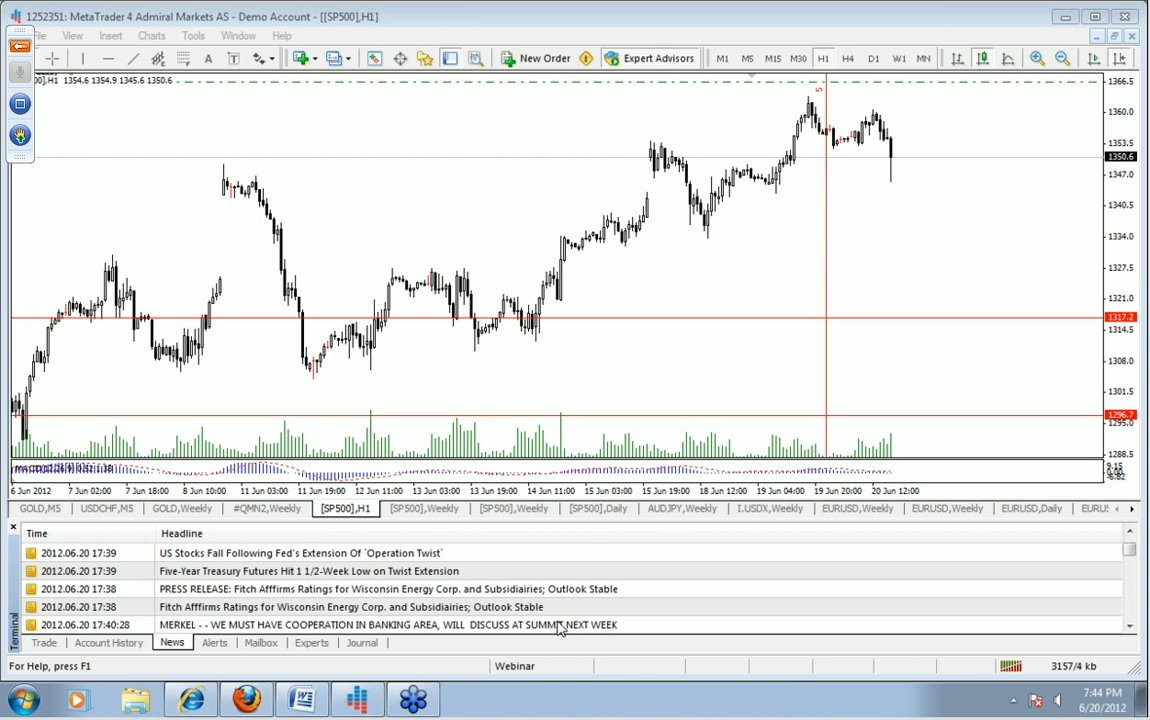 1252351: MetaTrader 4 Admiral Markets AS - Demo Account - [[SP500],H1]
View Insert Charts Tools Window Help
A New Order Expert Advisors M1 M5 M15 M30 H1 H4 D1 W1 MN
00],H1 1354.6 1354.9 1345.6 1350.6
5
1366.5
1360.0
1353.5
1350.6
1347.0
1340.5
1334.0
1327.5
1321.0
1317.2
1314.5
1308.0
1301.5
1296.7
1295.0
1288.5
9.15
0.00
-6.82
6 Jun 2012 7 Jun 02:00 7 Jun 18:00 8 Jun 10:00 11 Jun 03:00 11 Jun 19:00 12 Jun 11:00 13 Jun 03:00 13 Jun 19:00 14 Jun 11:00 15 Jun 03:00 15 Jun 19:00 18 Jun 12:00 19 Jun 04:00 19 Jun 20:00 20 Jun 12:00
GOLD,M5 USDCHF,M5 GOLD,Weekly #QMN2,Weekly [SP500],H1 [SP500],Weekly [SP500],Weekly [SP500],Daily AUDJPY,Weekly I.USDX,Weekly EURUSD,Weekly EURUSD,Weekly EURUSD,Daily EURUS
Time Headline
2012.06.20 17:39 US Stocks Fall Following Fed's Extension Of `Operation Twist`
2012.06.20 17:39 Five-Year Treasury Futures Hit 1 1/2-Week Low on Twist Extension
2012.06.20 17:38 PRESS RELEASE: Fitch Afffirms Ratings for Wisconsin Energy Corp. and Subsidiairies; Outlook Stable
2012.06.20 17:38 Fitch Afffirms Ratings for Wisconsin Energy Corp. and Subsidiairies; Outlook Stable
2012.06.20 17:40:28 MERKEL - - WE MUST HAVE COOPERATION IN BANKING AREA, WILL DISCUSS AT SUMMIT NEXT WEEK
Terminal
Trade Account History News Alerts Mailbox Experts Journal
For Help, press F1 Webinar 3157/4 kb
7:44 PM
6/20/2012